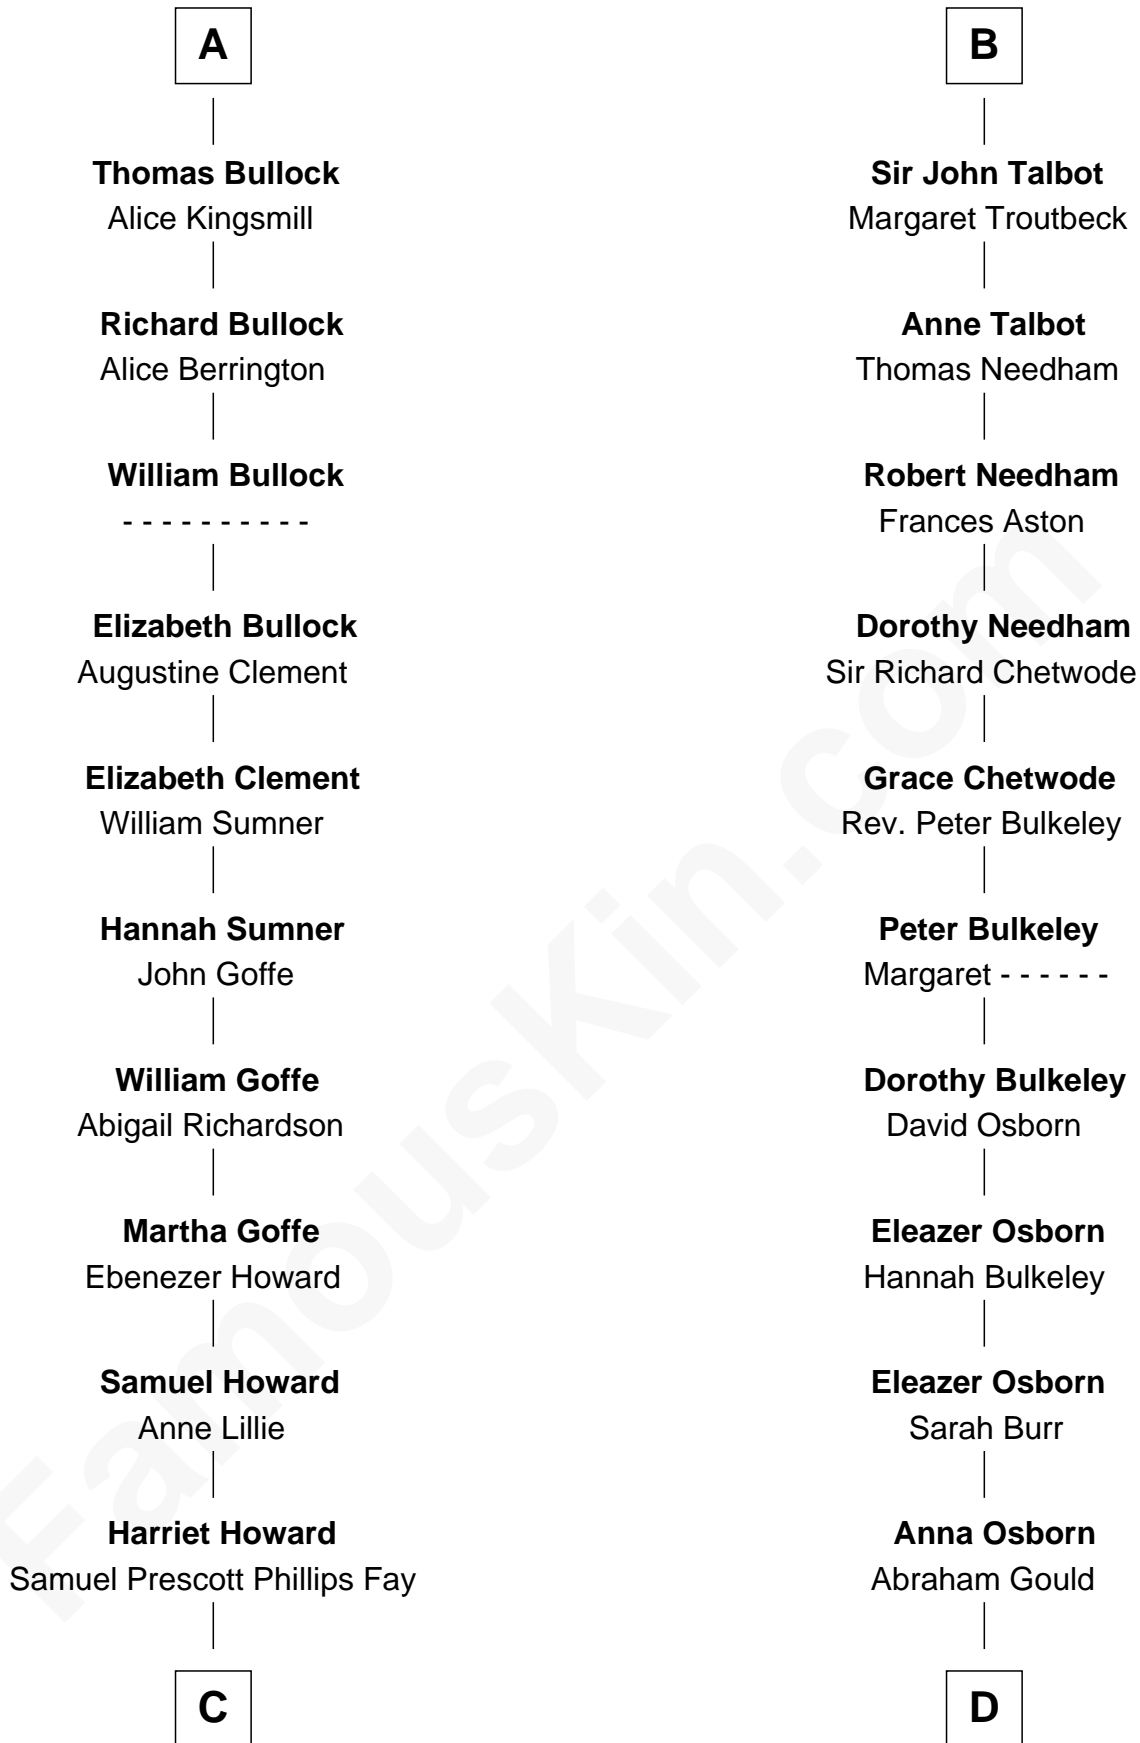 A
Thomas Bullock
Alice Kingsmill
Richard Bullock
Alice Berrington
William Bullock
- - - - - - - - - -
Elizabeth Bullock
Augustine Clement
Elizabeth Clement
William Sumner
Hannah Sumner
John Goffe
William Goffe
Abigail Richardson
Martha Goffe
Ebenezer Howard
Samuel Howard
Anne Lillie
Harriet Howard
Samuel Prescott Phillips Fay
C
B
Sir John Talbot
Margaret Troutbeck
Anne Talbot
Thomas Needham
Robert Needham
Frances Aston
Dorothy Needham
Sir Richard Chetwode
Grace Chetwode
Rev. Peter Bulkeley
Peter Bulkeley
Margaret - - - - - -
Dorothy Bulkeley
David Osborn
Eleazer Osborn
Hannah Bulkeley
Eleazer Osborn
Sarah Burr
Anna Osborn
Abraham Gould
D
FamousKin.com